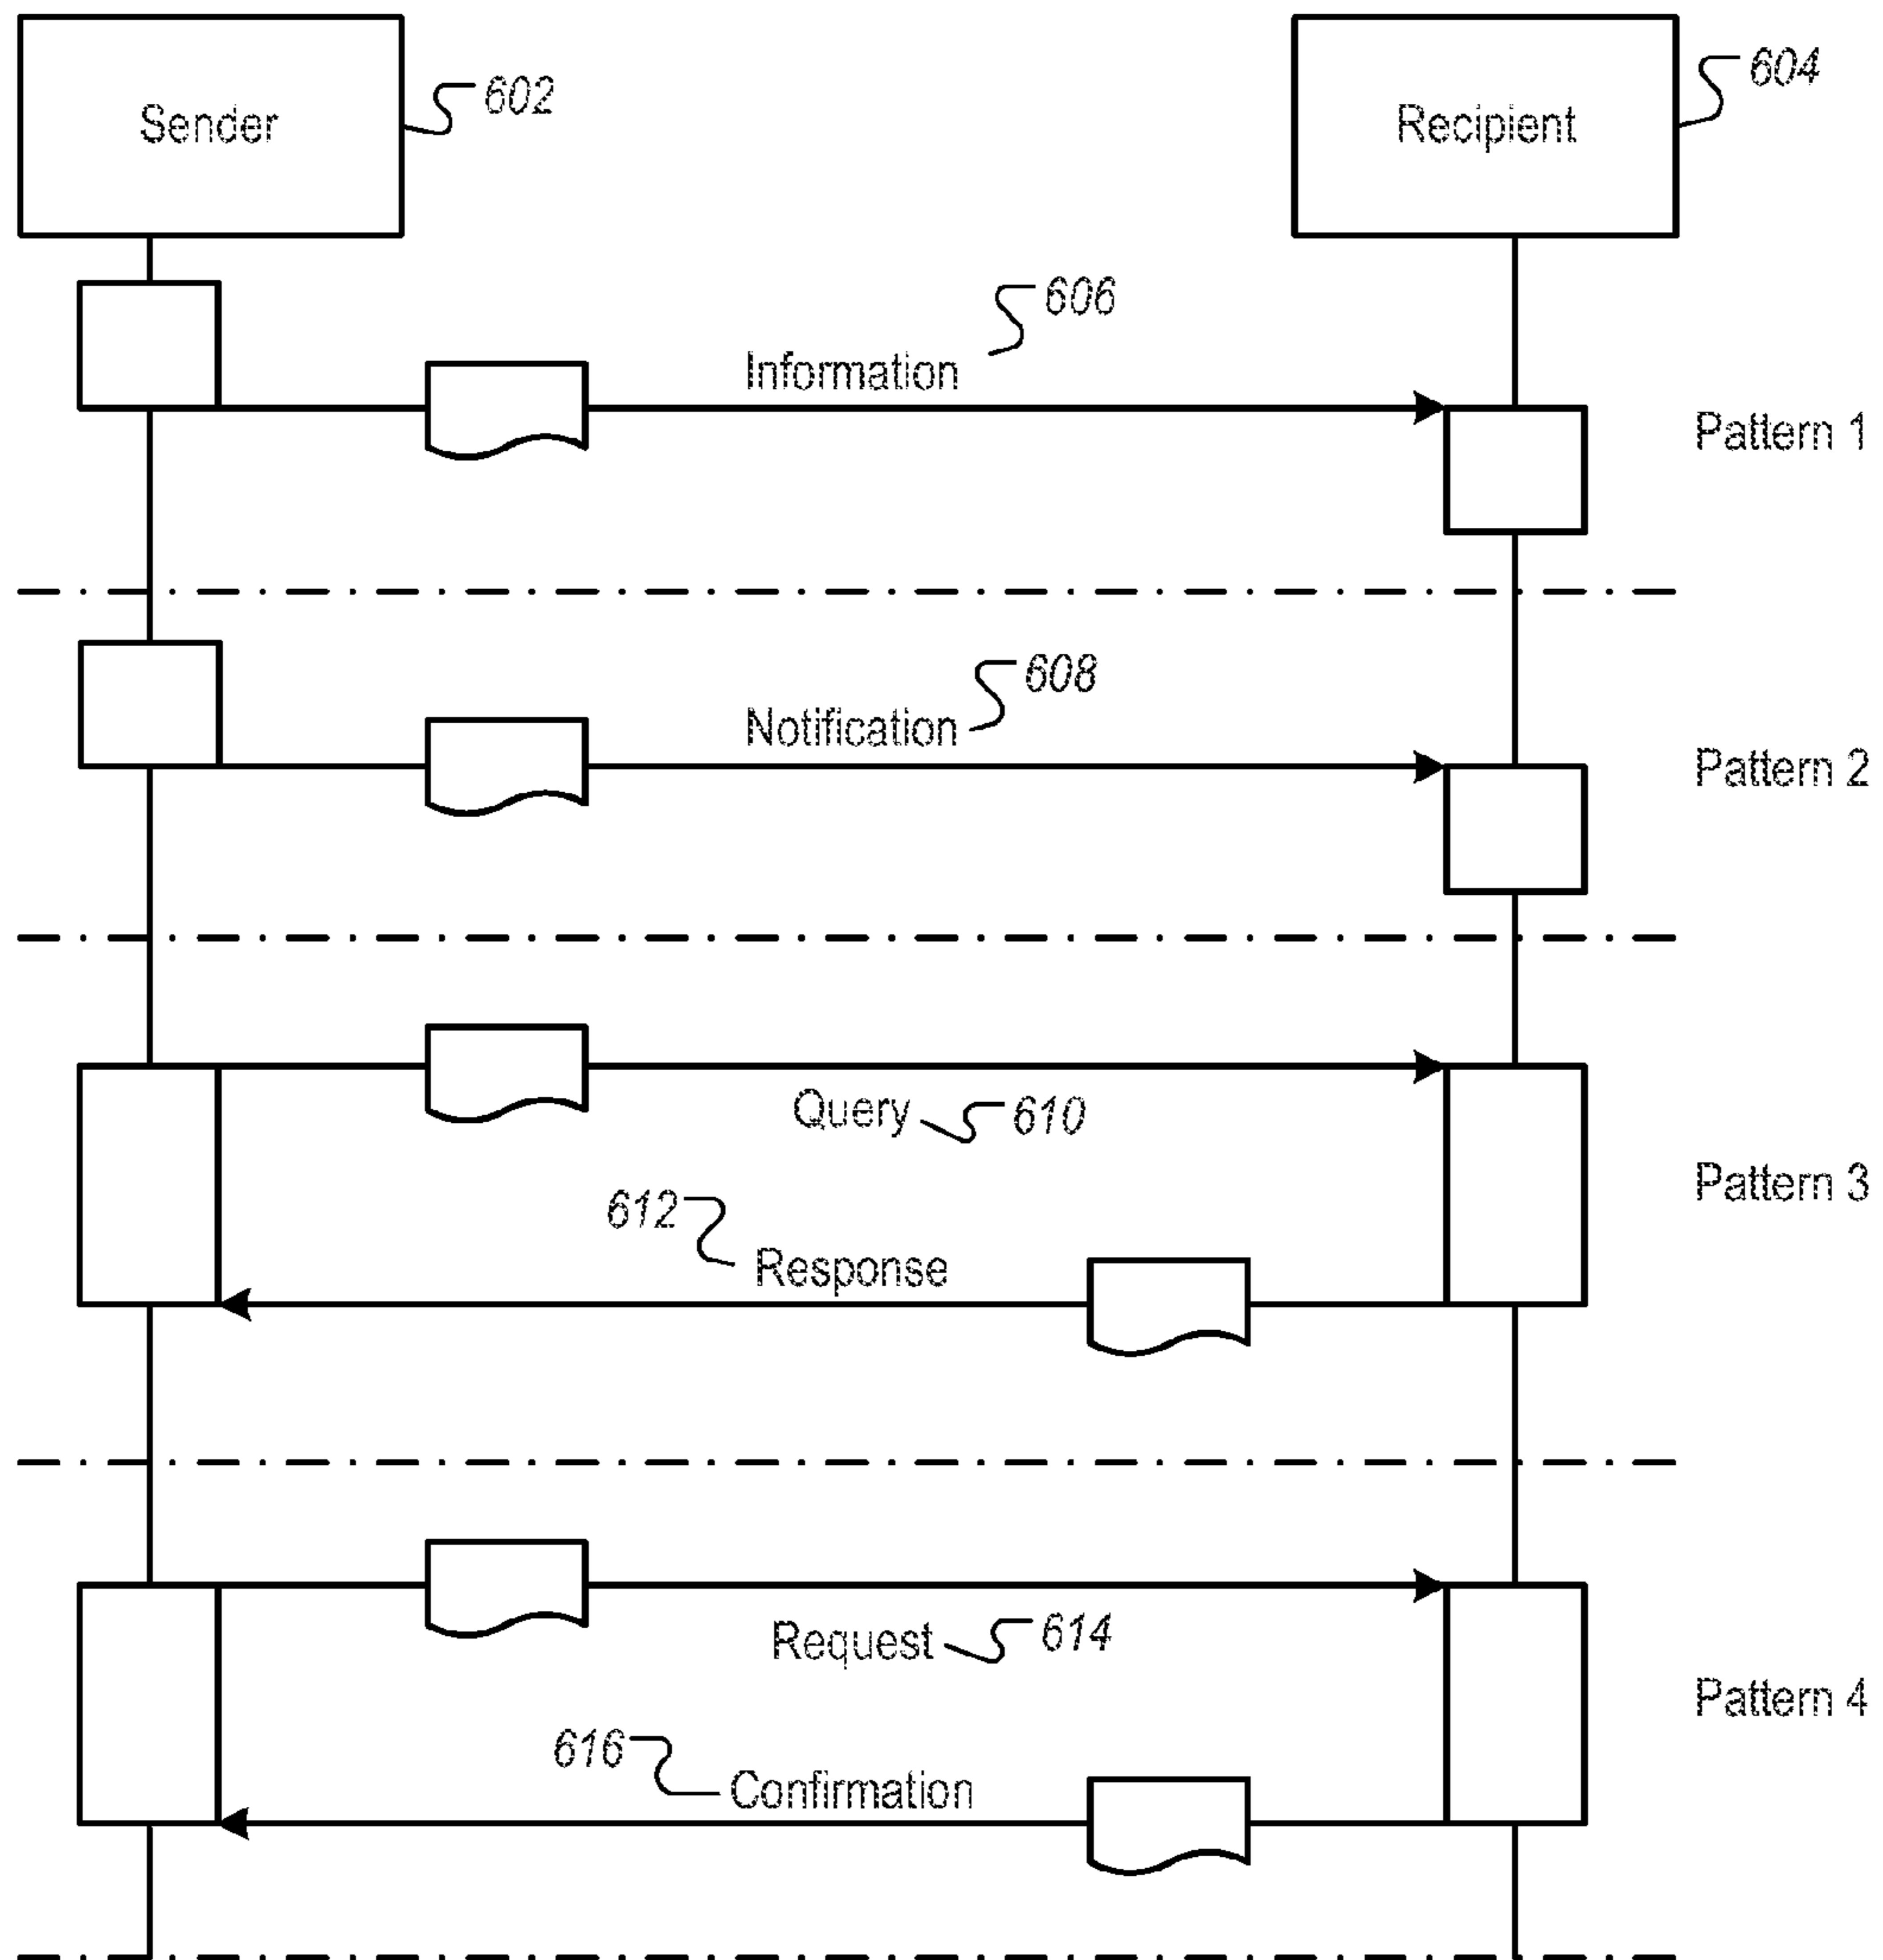 Sender
602
Recipient
604
Information
606
Pattern 1
Notification
608
Pattern 2
Query
610
Pattern 3
612
Response
Request
614
Pattern 4
616
Confirmation